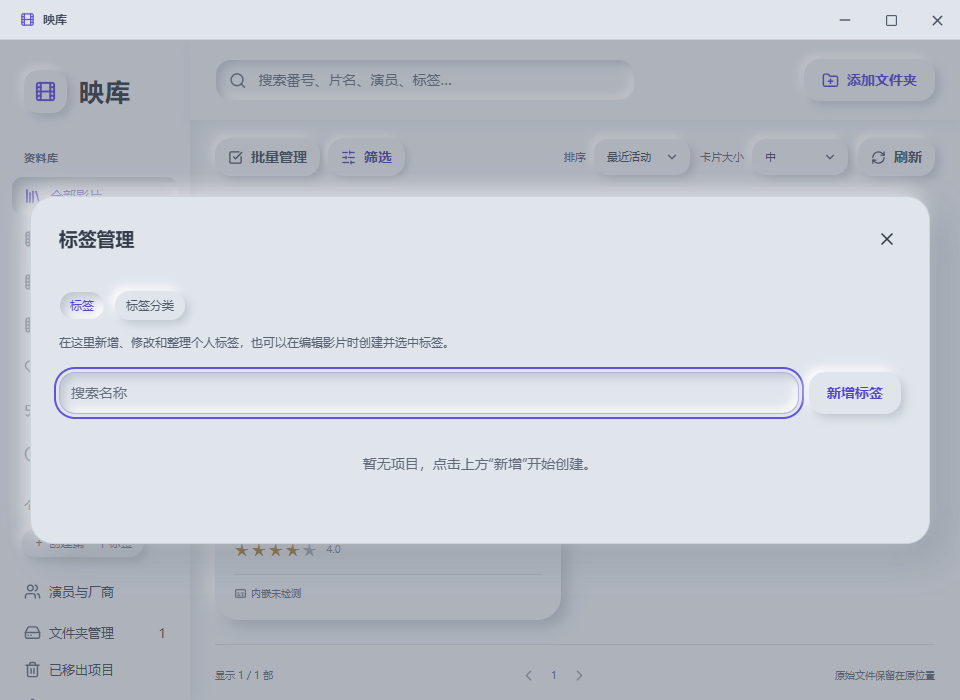 映库
映库
搜索番号、片名、演员、标签...
添加文件夹
资料库
批量管理
筛选
排序
最近活动
卡片大小
中
刷新
全部影片
标签管理
标签
标签分类
在这里新增、修改和整理个人标签，也可以在编辑影片时创建并选中标签。
搜索名称
新增标签
暂无项目，点击上方“新增”开始创建。
4.0
内嵌未检测
演员与厂商
文件夹管理 1
已移出项目
显示 1 / 1 部
1
原始文件保留在原位置